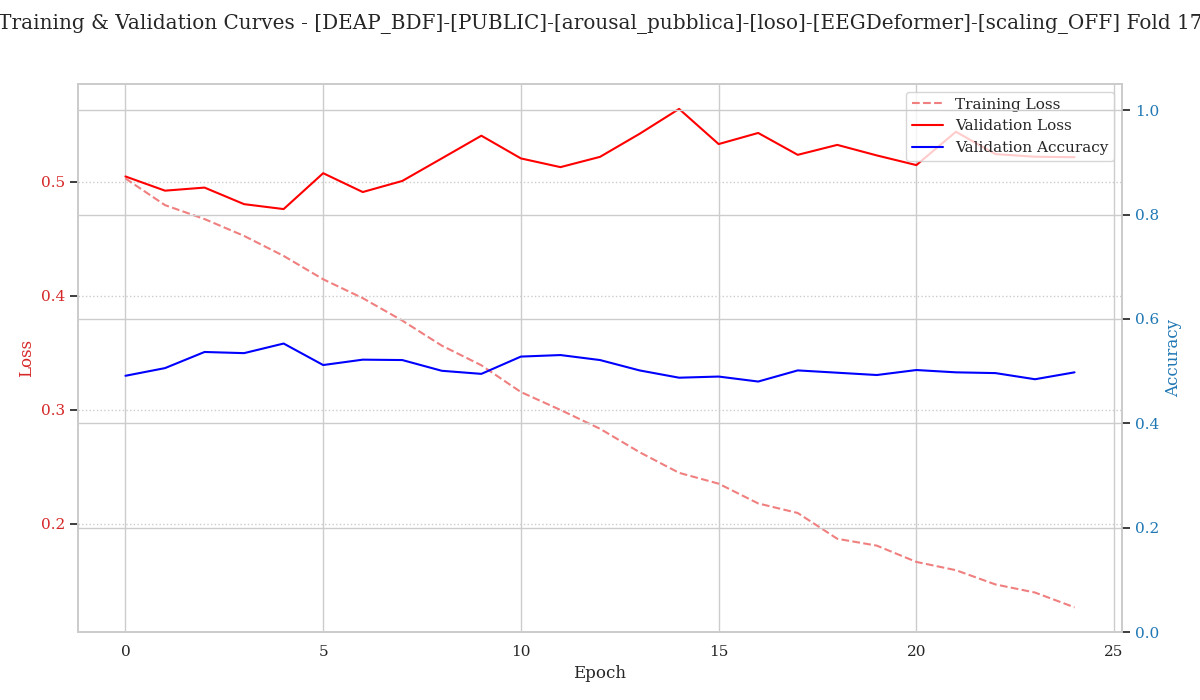 Training & Validation Curves - [DEAP_BDF]-[PUBLIC]-[arousal_pubblica]-[loso]-[EEGDeformer]-[scaling_OFF] Fold 17
Training Loss
Validation Loss
Validation Accuracy
0.5
0.4
0.3
0.2
Loss
1.0
0.8
0.6
0.4
0.2
0.0
Accuracy
0
5
10
15
20
25
Epoch